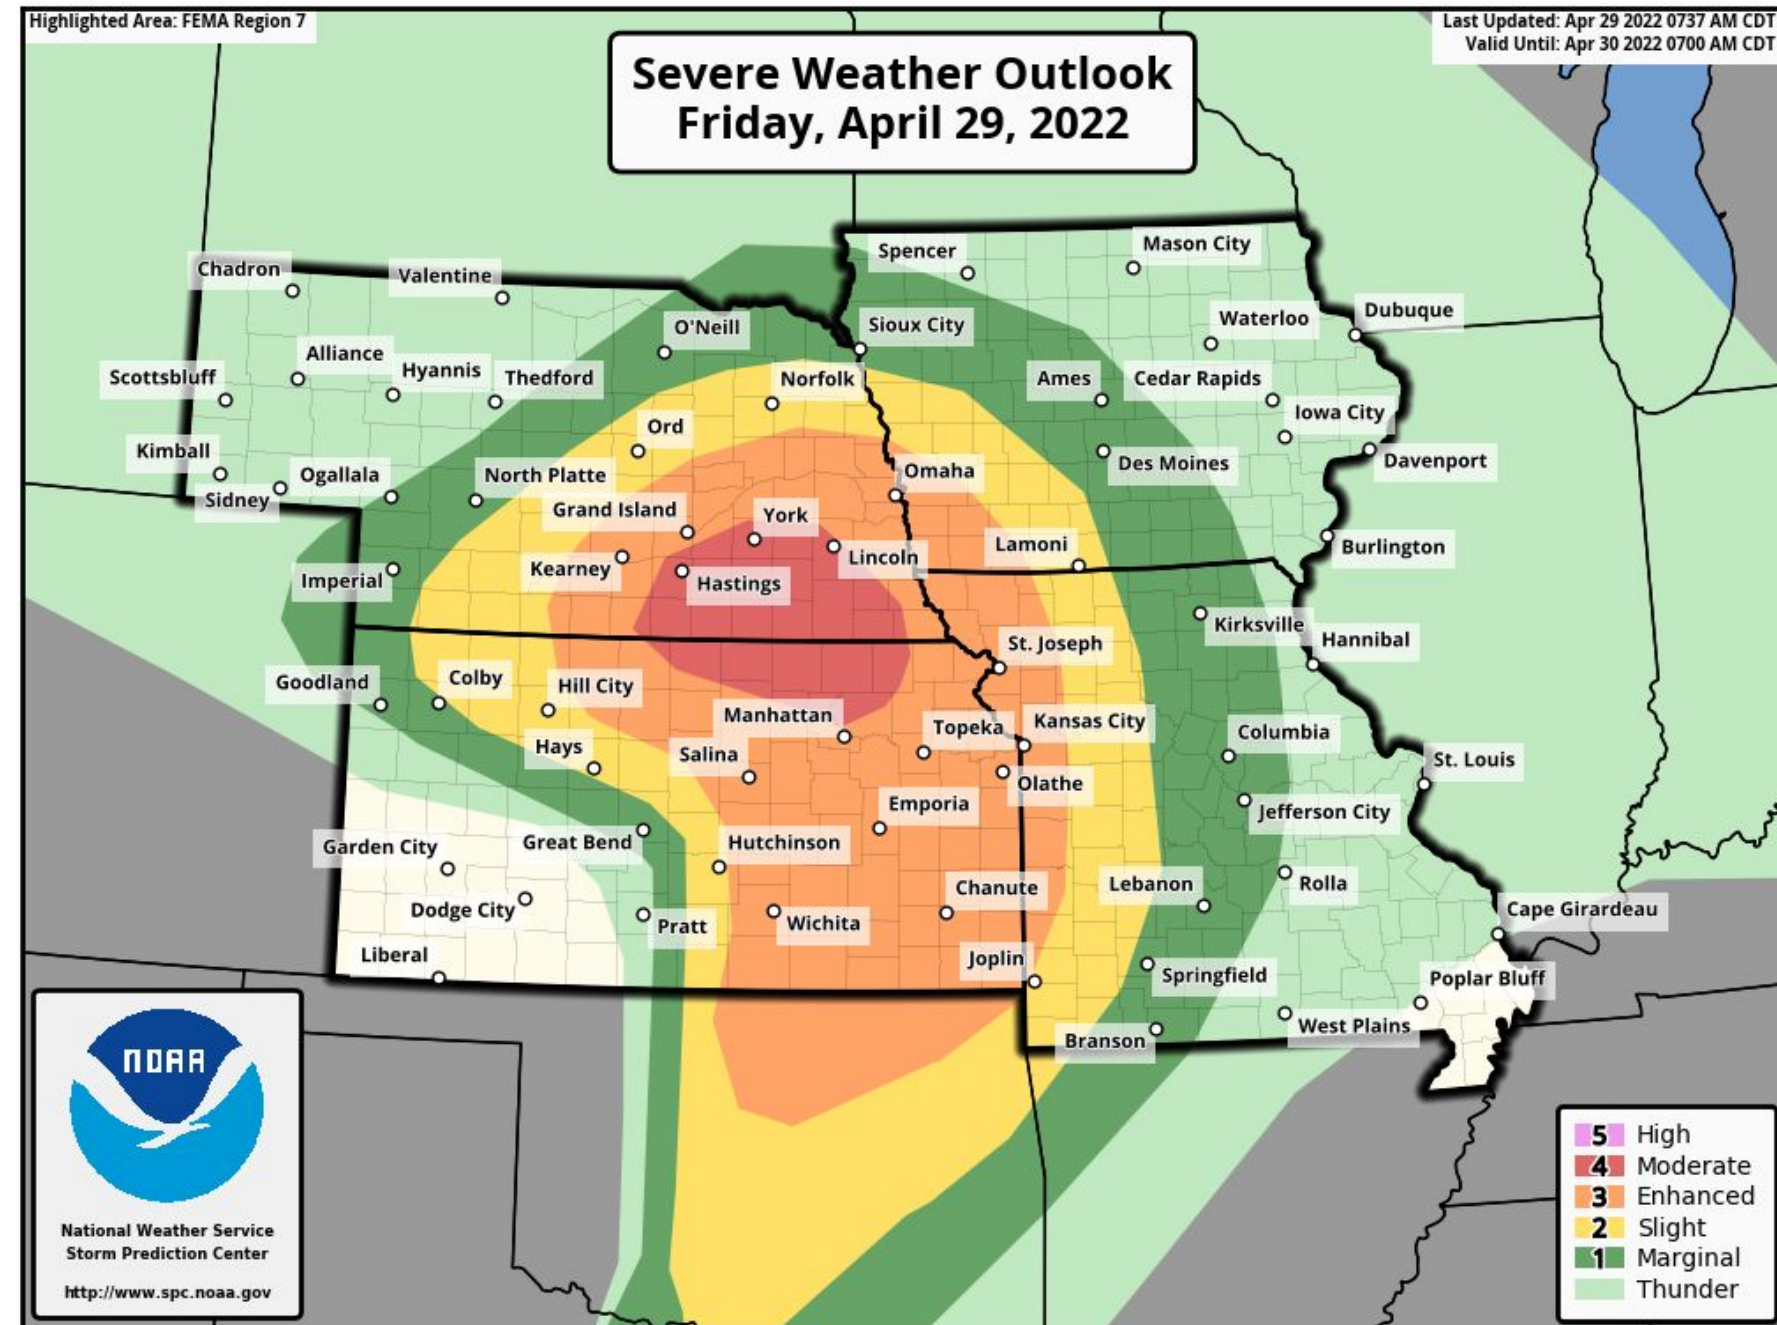 Highlighted Area: FEMA Region 7
Last Updated: Apr 29 2022 0737 AM CDT
Valid Until: Apr 30 2022 0700 AM CDT
Severe Weather Outlook
Friday, April 29, 2022
Spencer
Mason City
Chadron
Valentine
O'Neill
Sioux City
Waterloo
Dubuque
Alliance
Hyannis
Thedford
Scottsbluff
Norfolk
Ames
Cedar Rapids
Iowa City
Ord
Kimball
Sidney
Ogallala
North Platte
Omaha
Des Moines
Davenport
Grand Island
York
Lincoln
Lamoni
Burlington
Imperial
Kearney
Hastings
Kirksville
Hannibal
St. Joseph
Goodland
Colby
Hill City
Manhattan
Topeka
Kansas City
Columbia
Hays
Salina
Olathe
St. Louis
Emporia
Jefferson City
Garden City
Great Bend
Hutchinson
Chanute
Lebanon
Rolla
Dodge City
Pratt
Wichita
Cape Girardeau
Liberal
Joplin
Springfield
Poplar Bluff
Branson
West Plains
NOAA
National Weather Service
Storm Prediction Center
http://www.spc.noaa.gov
5 High
4 Moderate
3 Enhanced
2 Slight
1 Marginal
Thunder